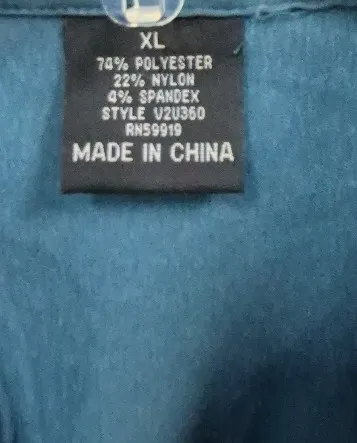 XL
74% POLYESTER
22% NYLON
4% SPANDEX
STYLE V2U360
RN59919
MADE IN CHINA